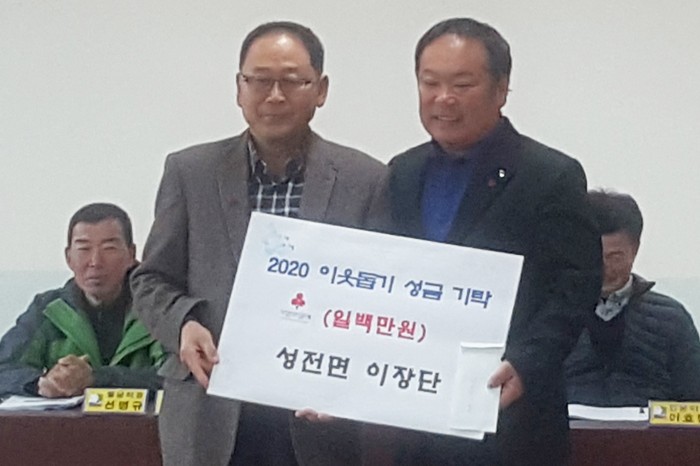 2020 이웃돕기 성금 기탁
(일백만원)
성전면 이장단
선명규